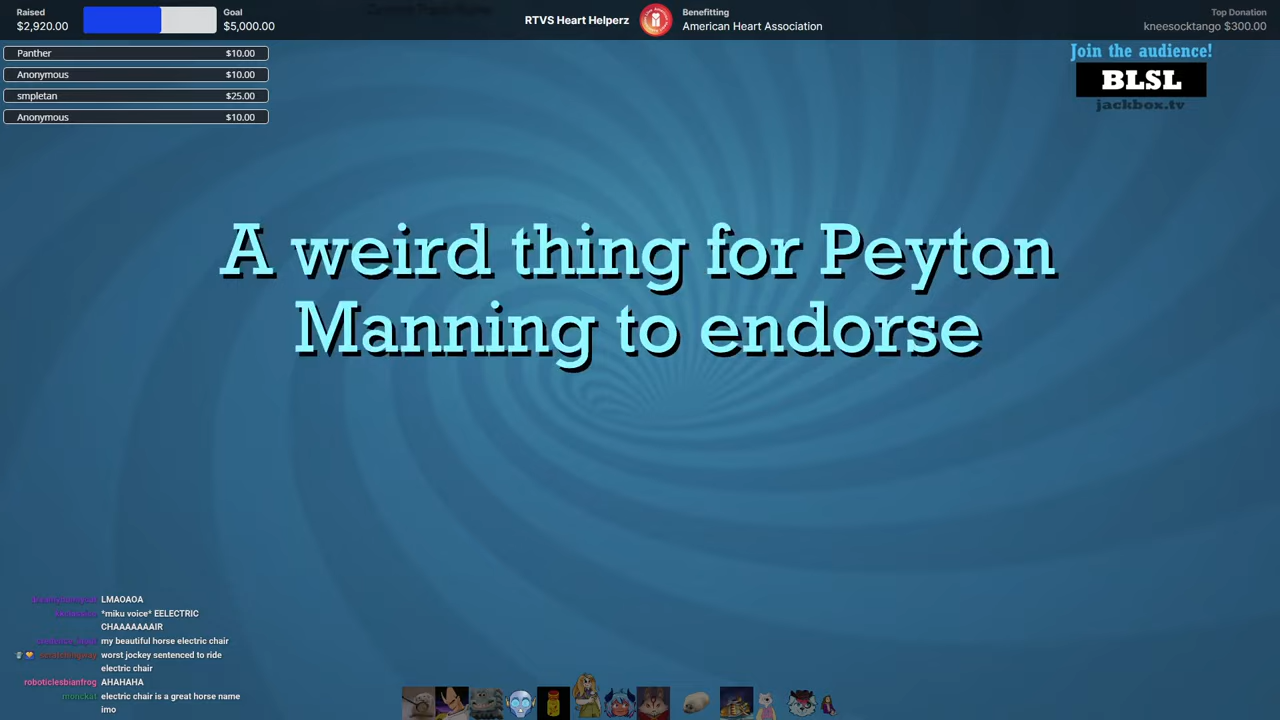 Raised
$2,920.00
Goal
$5,000.00
RTVS Heart Helperz
Benefitting
American Heart Association
Top Donation
kneesocktango $300.00
Panther $10.00
Anonymous $10.00
smpletan $25.00
Anonymous $10.00
Join the audience!
BLSL
jackbox.tv
A weird thing for Peyton
Manning to endorse
LMAOAOA
*miku voice* EELECTRIC
CHAAAAAAIR
my beautiful horse electric chair
worst jockey sentenced to ride
electric chair
roboticlesbianfrog AHAHAHA
monckat electric chair is a great horse name
imo